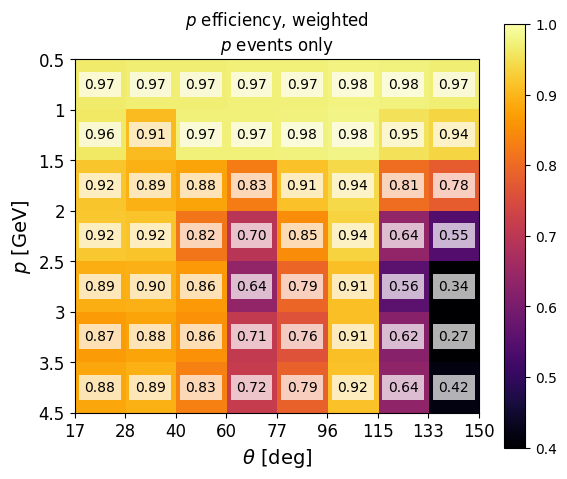 p efficiency, weighted
p events only
0.97 0.97 0.97 0.97 0.97 0.98 0.98 0.97
0.96 0.91 0.97 0.97 0.98 0.98 0.95 0.94
0.92 0.89 0.88 0.83 0.91 0.94 0.81 0.78
0.92 0.92 0.82 0.70 0.85 0.94 0.64 0.55
0.89 0.90 0.86 0.64 0.79 0.91 0.56 0.34
0.87 0.88 0.86 0.71 0.76 0.91 0.62 0.27
0.88 0.89 0.83 0.72 0.79 0.92 0.64 0.42
0.5
1
1.5
2
2.5
3
3.5
4.5
p [GeV]
17 28 40 60 77 96 115 133 150
θ [deg]
1.0
0.9
0.8
0.7
0.6
0.5
0.4